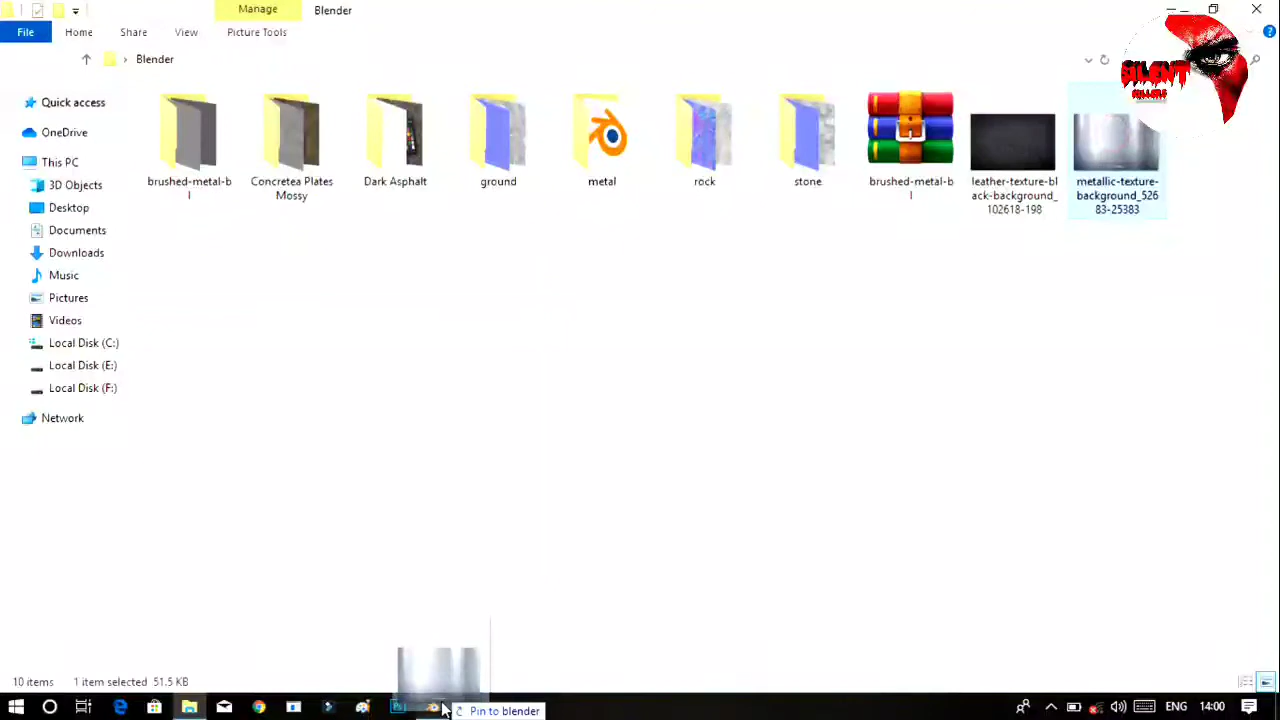 Manage
Blender
File
Home
Share
View
Picture Tools
Blender
SILENT
KILLERS
Quick access
OneDrive
This PC
3D Objects
Desktop
Documents
Downloads
Music
Pictures
Videos
Local Disk (C:)
Local Disk (E:)
Local Disk (F:)
Network
brushed-metal-b
l
Concretea Plates
Mossy
Dark Asphalt
ground
metal
rock
stone
brushed-metal-b
l
leather-texture-bl
ack-background_
102618-198
metallic-texture-
background_526
83-25383
10 items
1 item selected 51.5 KB
Pin to blender
ENG
14:00